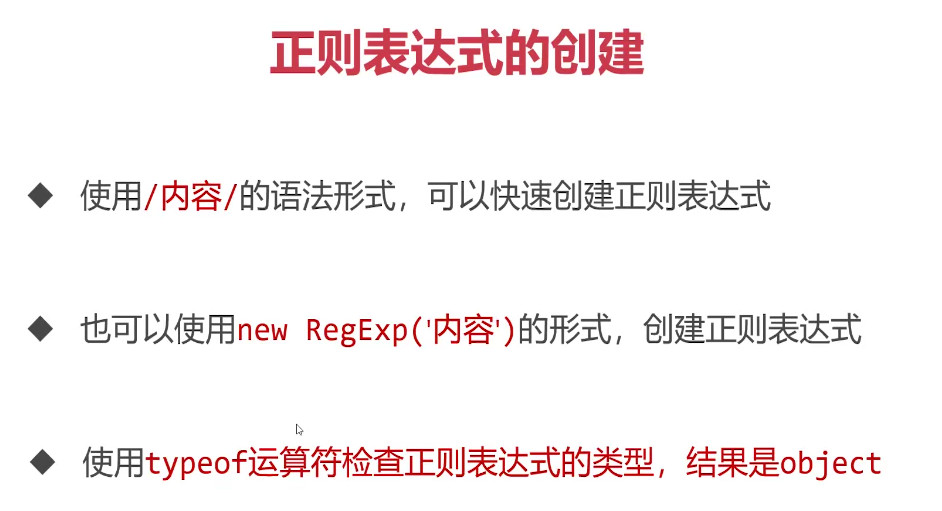 正则表达式的创建
使用/内容/的语法形式，可以快速创建正则表达式
也可以使用new RegExp('内容')的形式，创建正则表达式
使用typeof运算符检查正则表达式的类型，结果是object